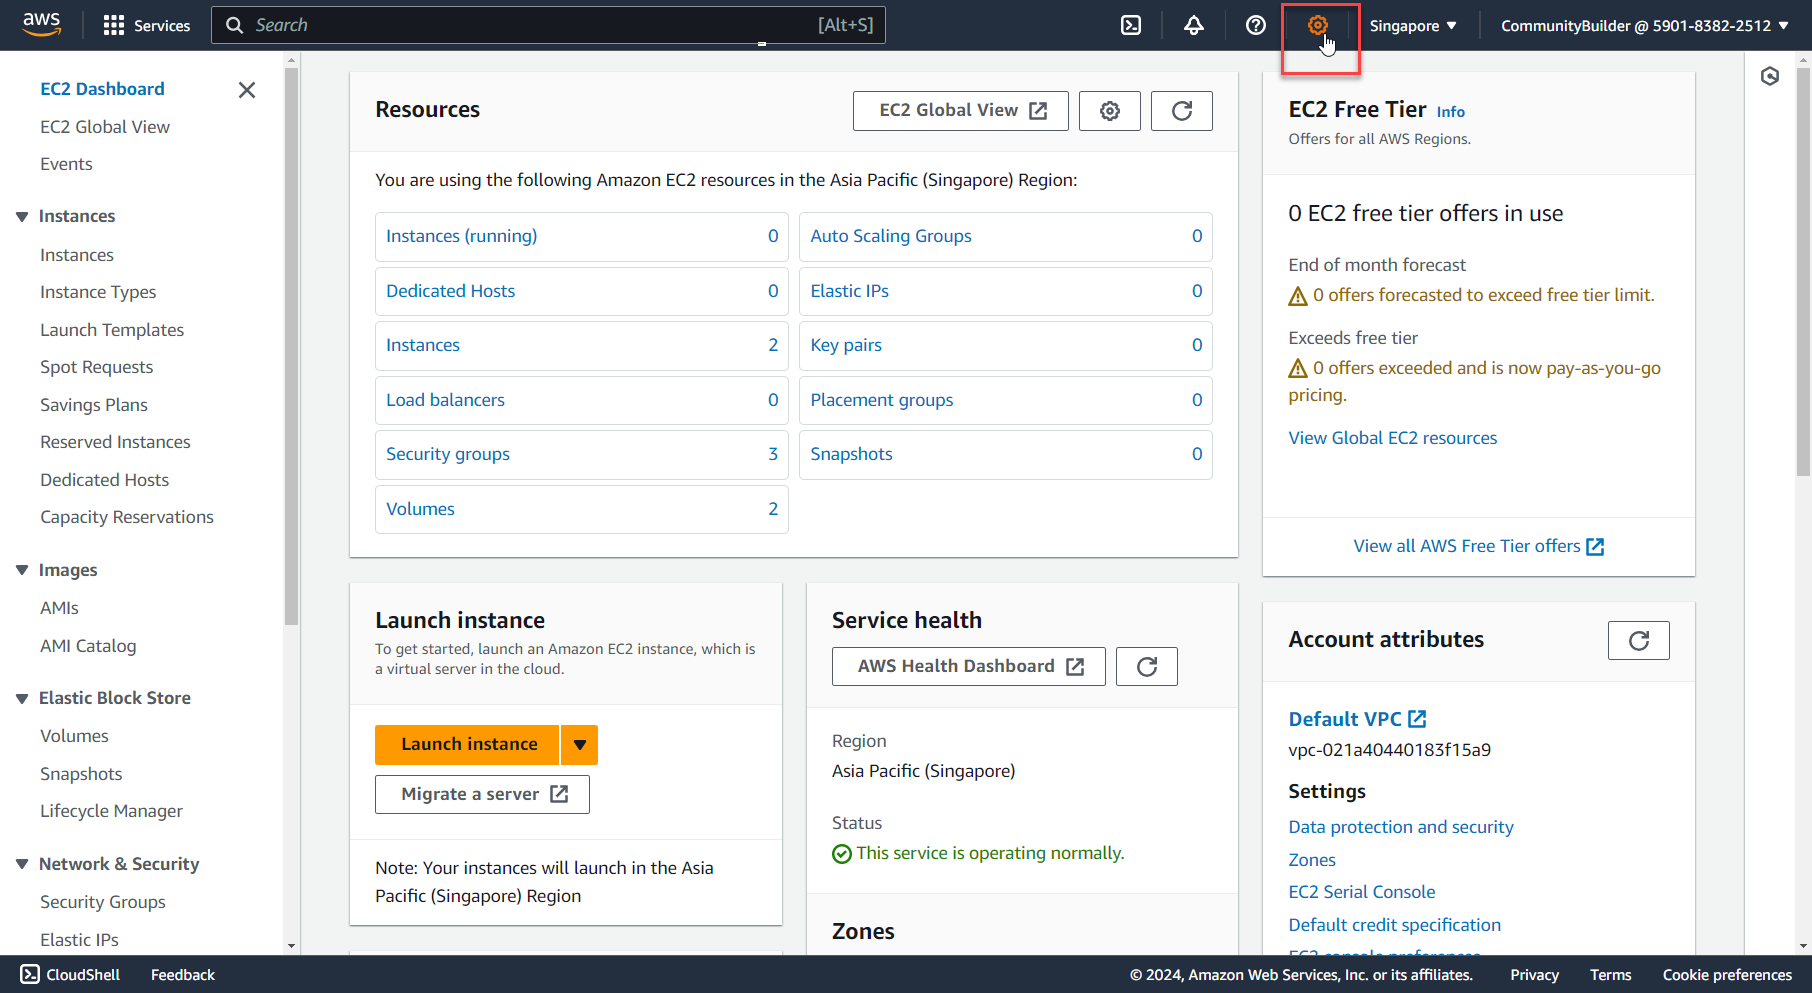 aws
Services
Search [Alt+S]
Singapore
CommunityBuilder @ 5901-8382-2512
EC2 Dashboard
EC2 Global View
Events
Instances
Instances
Instance Types
Launch Templates
Spot Requests
Savings Plans
Reserved Instances
Dedicated Hosts
Capacity Reservations
Images
AMIs
AMI Catalog
Elastic Block Store
Volumes
Snapshots
Lifecycle Manager
Network & Security
Security Groups
Elastic IPs
Resources
EC2 Global View
You are using the following Amazon EC2 resources in the Asia Pacific (Singapore) Region:
Instances (running) 0
Auto Scaling Groups 0
Dedicated Hosts 0
Elastic IPs 0
Instances 2
Key pairs 0
Load balancers 0
Placement groups 0
Security groups 3
Snapshots 0
Volumes 2
Launch instance
To get started, launch an Amazon EC2 instance, which is
a virtual server in the cloud.
Launch instance
Migrate a server
Note: Your instances will launch in the Asia
Pacific (Singapore) Region
Service health
AWS Health Dashboard
Region
Asia Pacific (Singapore)
Status
This service is operating normally.
Zones
EC2 Free Tier Info
Offers for all AWS Regions.
0 EC2 free tier offers in use
End of month forecast
0 offers forecasted to exceed free tier limit.
Exceeds free tier
0 offers exceeded and is now pay-as-you-go
pricing.
View Global EC2 resources
View all AWS Free Tier offers
Account attributes
Default VPC
vpc-021a40440183f15a9
Settings
Data protection and security
Zones
EC2 Serial Console
Default credit specification
EC2 console preferences
CloudShell
Feedback
© 2024, Amazon Web Services, Inc. or its affiliates.
Privacy
Terms
Cookie preferences